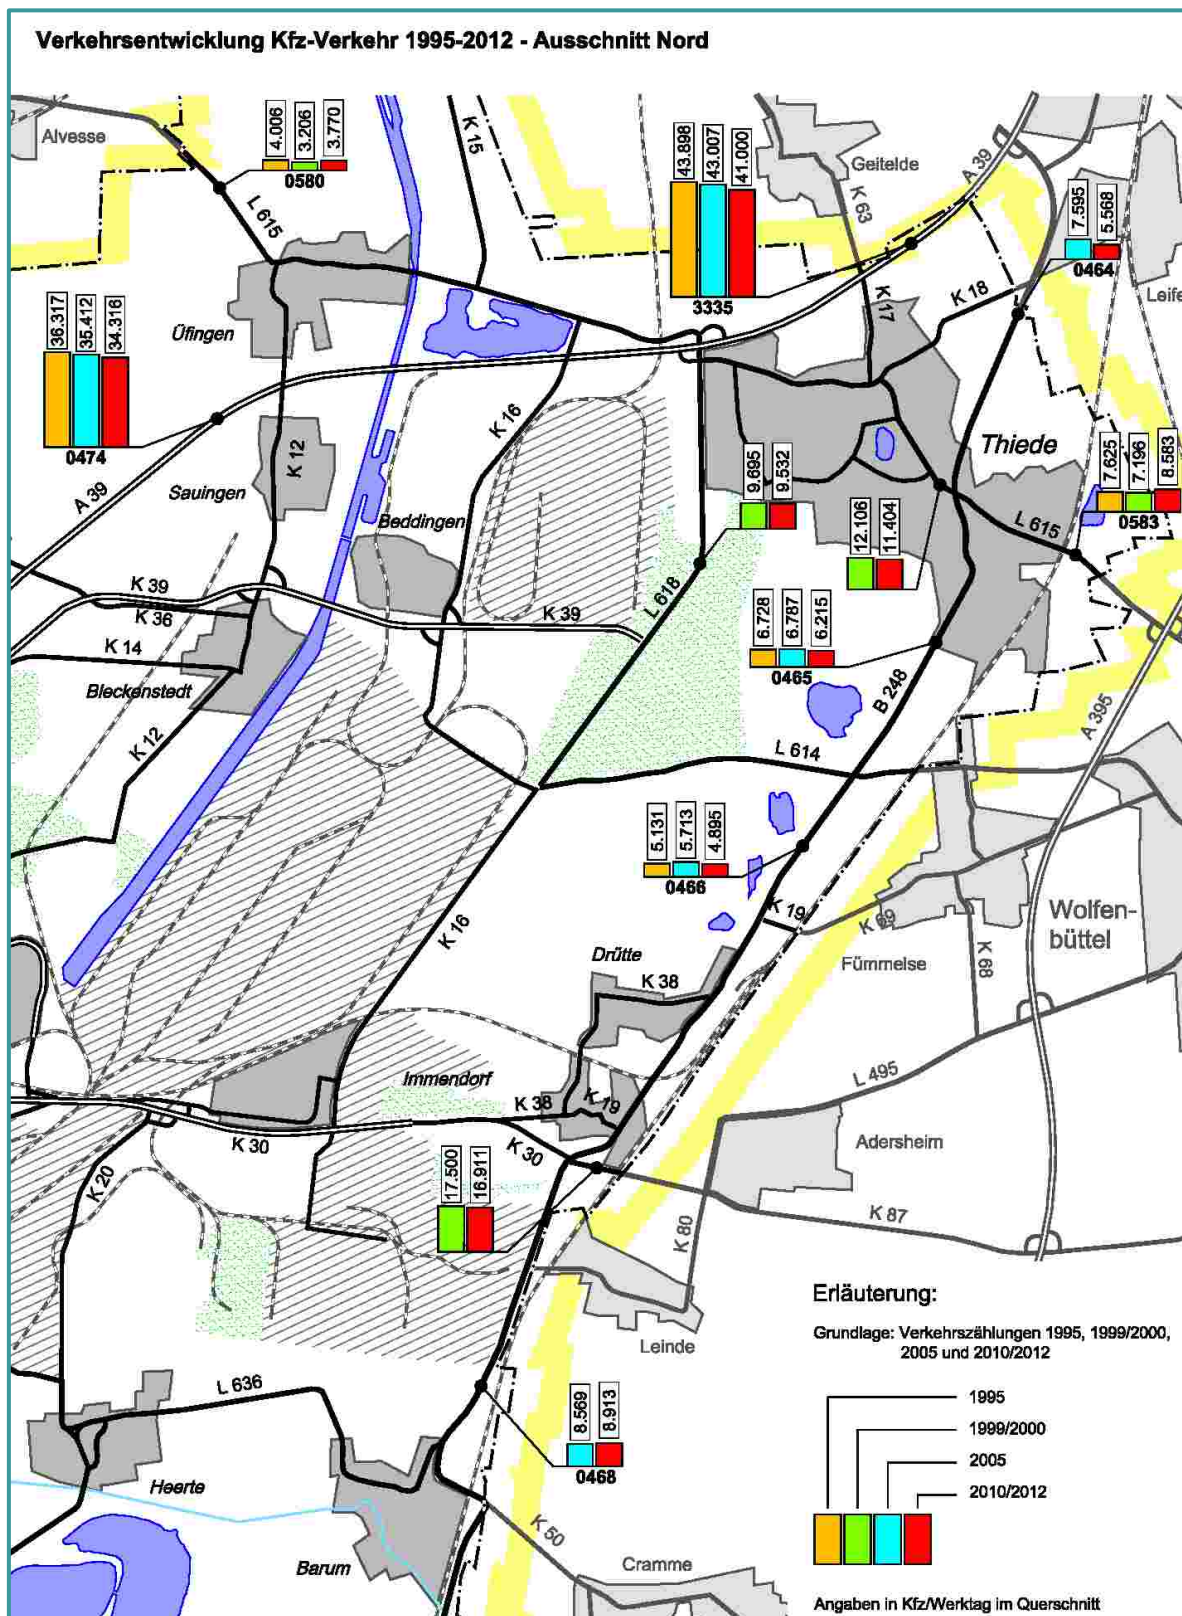 Verkehrsentwicklung Kfz-Verkehr 1995-2012 - Ausschnitt Nord
Alvesse
4.006
3.206
3.770
0580
K 15
43.898
43.007
41.000
3335
Geitelde
K 63
A 39
7.595
5.568
0464
L 615
K 17
K 18
Leife
Üfingen
36.317
35.412
34.316
0474
K 12
K 16
Thiede
A 39
Sauingen
Beddingen
9.695
9.532
7.625
7.196
8.583
0583
12.106
11.404
L 615
K 39
K 36
K 39
L 618
6.728
6.787
6.215
0465
K 14
Bleckenstedt
B 248
K 12
A 395
L 614
5.131
5.713
4.895
0466
K 16
K 19
K 69
Wolfen-
büttel
Drütte
K 38
Fümmelse
K 68
Immendorf
L 495
K 38
K 19
K 30
K 30
Adersheim
K 20
17.500
16.911
K 80
K 87
Leinde
Erläuterung:
Grundlage: Verkehrszählungen 1995, 1999/2000,
2005 und 2010/2012
L 636
1995
1999/2000
2005
2010/2012
8.569
8.913
0468
Heerte
K 50
Barum
Cramme
Angaben in Kfz/Werktag im Querschnitt